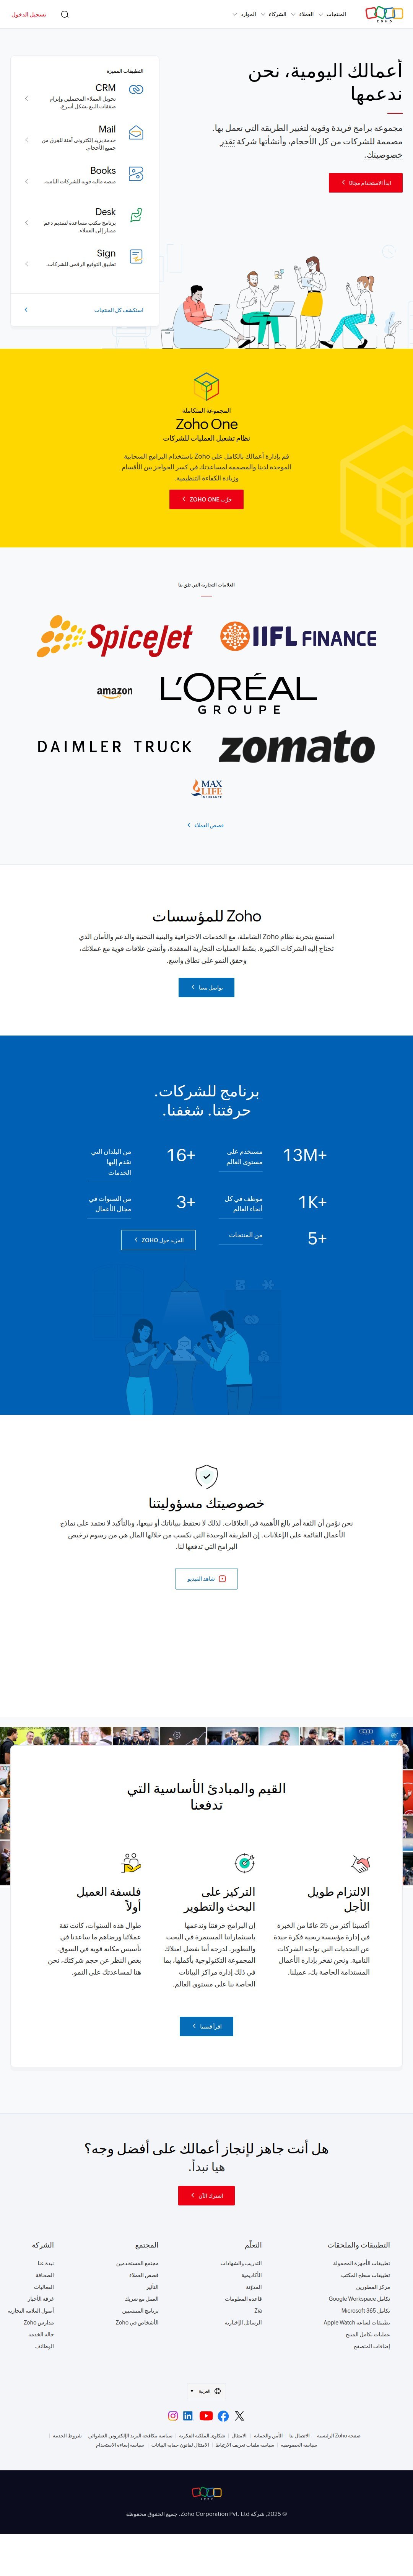 ZOHO
المنتجات
العملاء
الشركاء
الموارد
تسجيل الدخول
أعمالك اليومية، نحن
ندعمها
مجموعة برامج فريدة وقوية لتغيير الطريقة التي تعمل بها.
مصممة للشركات من كل الأحجام، وأنشأتها شركة تقدر
خصوصيتك.
ابدأ الاستخدام مجانًا
التطبيقات المميزة
CRM
تحويل العملاء المحتملين وإبرام
صفقات البيع بشكل أسرع.
Mail
خدمة بريد إلكتروني آمنة للفِرق من
جميع الأحجام.
Books
منصة مالية قوية للشركات النامية.
Desk
برنامج مكتب مساعدة لتقديم دعم
ممتاز إلى العملاء.
Sign
تطبيق التوقيع الرقمي للشركات.
استكشف كل المنتجات
المجموعة المتكاملة
Zoho One
نظام تشغيل العمليات للشركات
قم بإدارة أعمالك بالكامل على Zoho باستخدام البرامج السحابية
الموحدة لدينا والمصممة لمساعدتك في كسر الحواجز بين الأقسام
وزيادة الكفاءة التنظيمية.
جرّب ZOHO ONE
العلامات التجارية التي تثق بنا
SpiceJet
IIFL FINANCE
amazon
L'ORÉAL
GROUPE
DAIMLER TRUCK
zomato
MAX
LIFE
INSURANCE
قصص العملاء
Zoho للمؤسسات
استمتع بتجربة نظام Zoho الشاملة، مع الخدمات الاحترافية والبنية التحتية والدعم والأمان الذي
تحتاج إليه الشركات الكبيرة. بسّط العمليات التجارية المعقدة، وأنشئ علاقات قوية مع عملائك،
وحقق النمو على نطاق واسع.
تواصل معنا
برنامج للشركات.
حرفتنا. شغفنا.
13M+
مستخدم على
مستوى العالم
16+
من البلدان التي
تقدم إليها
الخدمات
1K+
موظف في كل
أنحاء العالم
3+
من السنوات في
مجال الأعمال
5+
من المنتجات
المزيد حول ZOHO
خصوصيتك مسؤوليتنا
نحن نؤمن أن الثقة أمر بالغ الأهمية في العلاقات. لذلك لا نحتفظ ببياناتك أو نبيعها، وبالتأكيد لا نعتمد على نماذج
الأعمال القائمة على الإعلانات. إن الطريقة الوحيدة التي نكسب من خلالها المال هي من رسوم ترخيص
البرامج التي تدفعها لنا.
شاهد الفيديو
القيم والمبادئ الأساسية التي
تدفعنا
الالتزام طويل
الأجل
أكسبنا أكثر من 25 عامًا من الخبرة
في إدارة مؤسسة ربحية فكرة جيدة
عن التحديات التي تواجه الشركات
النامية. ونحن نفخر بإدارة الأعمال
المستدامة الخاصة بك، عميلنا.
التركيز على
البحث والتطوير
إن البرامج حرفتنا وندعمها
باستثماراتنا المستمرة في البحث
والتطوير. لدرجة أننا نفضل امتلاك
المجموعة التكنولوجية بأكملها، بما
في ذلك إدارة مراكز البيانات
الخاصة بنا على مستوى العالم.
فلسفة العميل
أولاً
طوال هذه السنوات، كانت ثقة
عملائنا ورضاهم ما ساعدنا في
تأسيس مكانة قوية في السوق.
بغض النظر عن حجم شركتك، نحن
هنا لمساعدتك على النمو.
اقرأ قصتنا
هل أنت جاهز لإنجاز أعمالك على أفضل وجه؟
هيا نبدأ.
اشترك الآن
التطبيقات والملحقات
تطبيقات الأجهزة المحمولة
تطبيقات سطح المكتب
مركز المطورين
تكامل Google Workspace
تكامل Microsoft 365
تطبيقات لساعة Apple Watch
عمليات تكامل المنتج
إضافات المتصفح
التعلّم
التدريب والشهادات
الأكاديمية
المدوّنة
قاعدة المعلومات
Zia
الرسائل الإخبارية
المجتمع
مجتمع المستخدمين
قصص العملاء
التأثير
العمل مع شريك
برنامج المنتسبين
الأشخاص في Zoho
الشركة
نبذة عنا
الصحافة
الفعاليات
غرفة الأخبار
أصول العلامة التجارية
مدارس Zoho
حالة الخدمة
الوظائف
العربية
صفحة Zoho الرئيسية | الاتصال بنا | الأمن والحماية | الامتثال | شكاوى الملكية الفكرية | سياسة مكافحة البريد الإلكتروني العشوائي | شروط الخدمة
سياسة الخصوصية | سياسة ملفات تعريف الارتباط | الامتثال لقانون حماية البيانات | سياسة إساءة الاستخدام
ZOHO
© 2025, شركة Zoho Corporation Pvt. Ltd. جميع الحقوق محفوظة